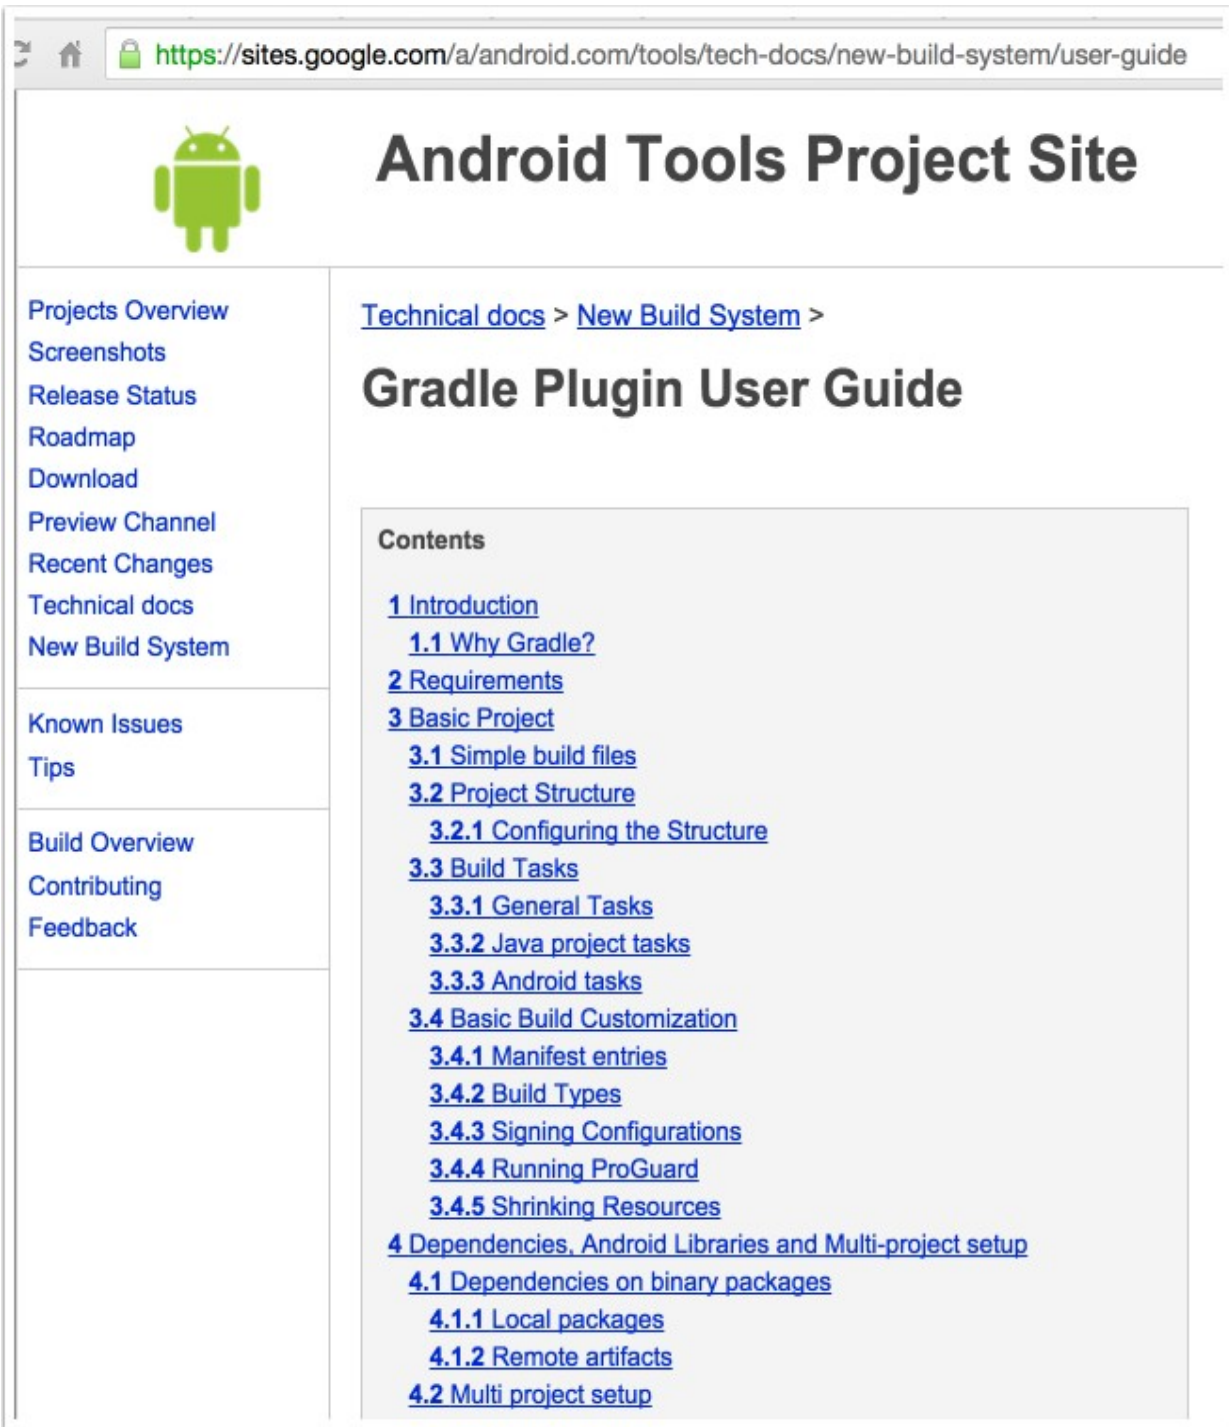 https://sites.google.com/a/android.com/tools/tech-docs/new-build-system/user-guide
Android Tools Project Site
Projects Overview
Screenshots
Release Status
Roadmap
Download
Preview Channel
Recent Changes
Technical docs
New Build System
Known Issues
Tips
Build Overview
Contributing
Feedback
Technical docs > New Build System >
Gradle Plugin User Guide
Contents
1 Introduction
1.1 Why Gradle?
2 Requirements
3 Basic Project
3.1 Simple build files
3.2 Project Structure
3.2.1 Configuring the Structure
3.3 Build Tasks
3.3.1 General Tasks
3.3.2 Java project tasks
3.3.3 Android tasks
3.4 Basic Build Customization
3.4.1 Manifest entries
3.4.2 Build Types
3.4.3 Signing Configurations
3.4.4 Running ProGuard
3.4.5 Shrinking Resources
4 Dependencies, Android Libraries and Multi-project setup
4.1 Dependencies on binary packages
4.1.1 Local packages
4.1.2 Remote artifacts
4.2 Multi project setup